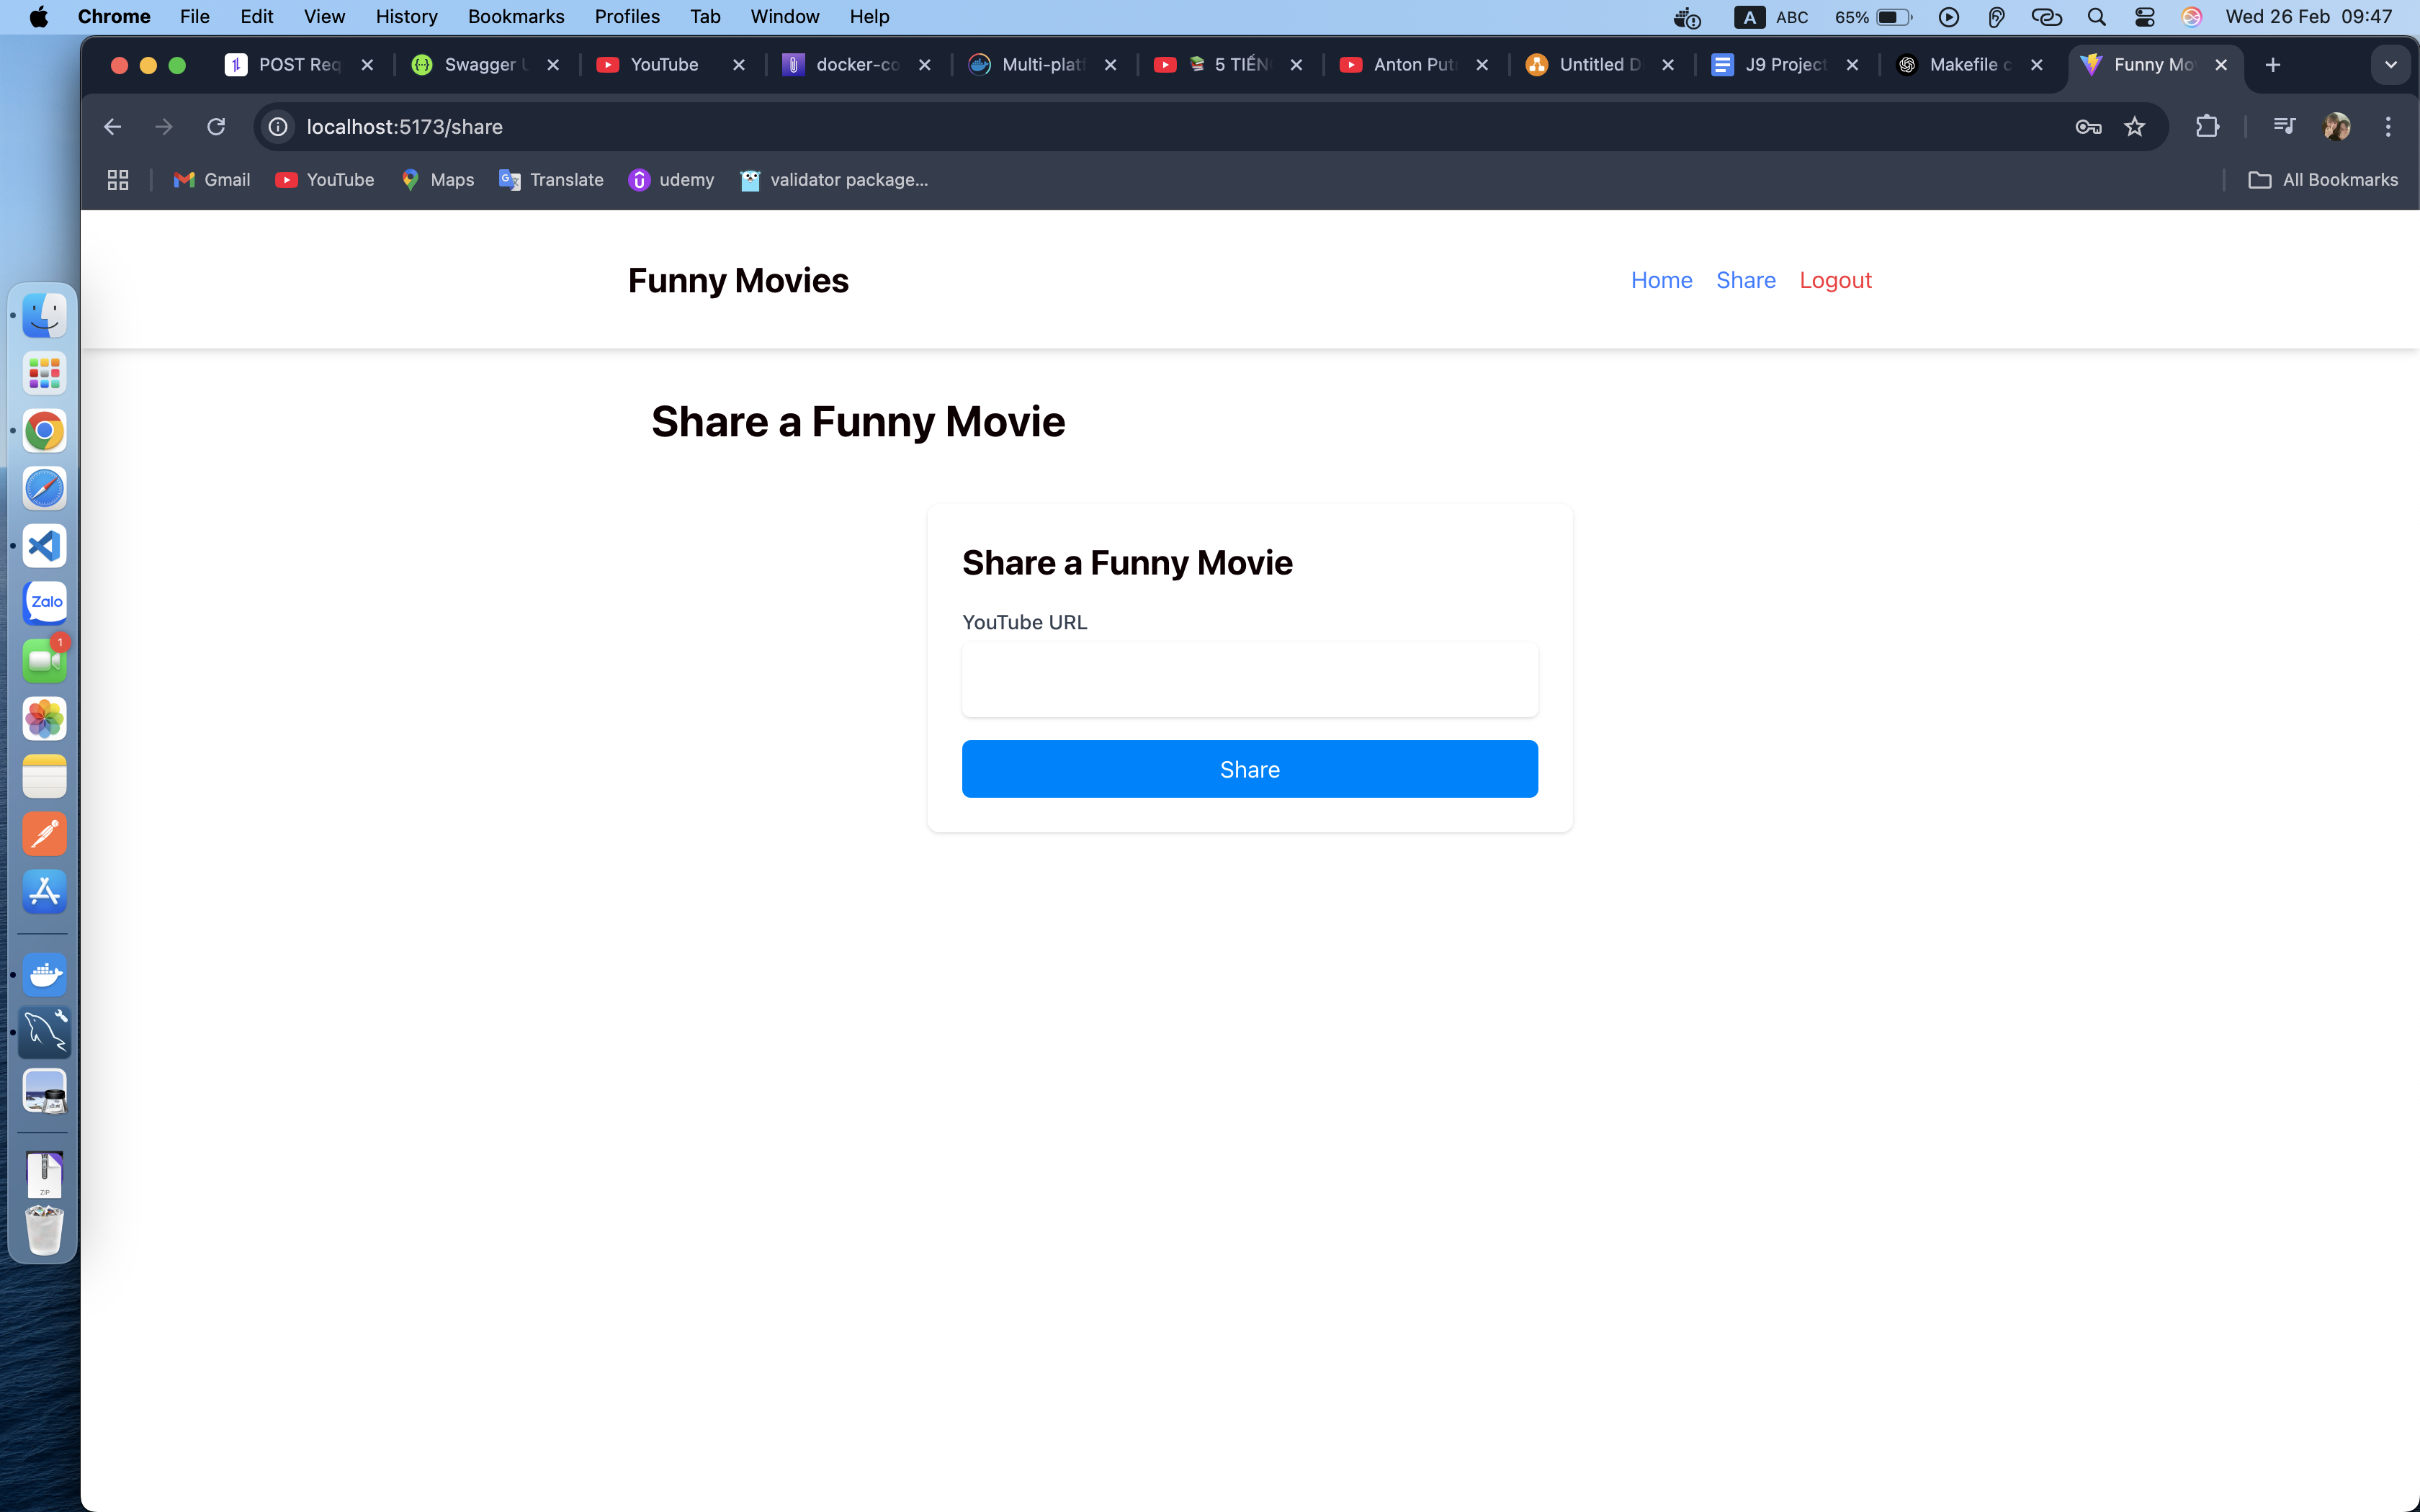 Chrome File Edit View History Bookmarks Profiles Tab Window Help A ABC 65% Wed 26 Feb 09:47
POST Req Swagger U YouTube docker-co Multi-platf 5 TIẾN Anton Putr Untitled D J9 Project Makefile c Funny Mo
localhost:5173/share
Gmail YouTube Maps Translate udemy validator package... All Bookmarks
Funny Movies Home Share Logout
Share a Funny Movie
Share a Funny Movie
YouTube URL
Share
Zalo
1
ZIP